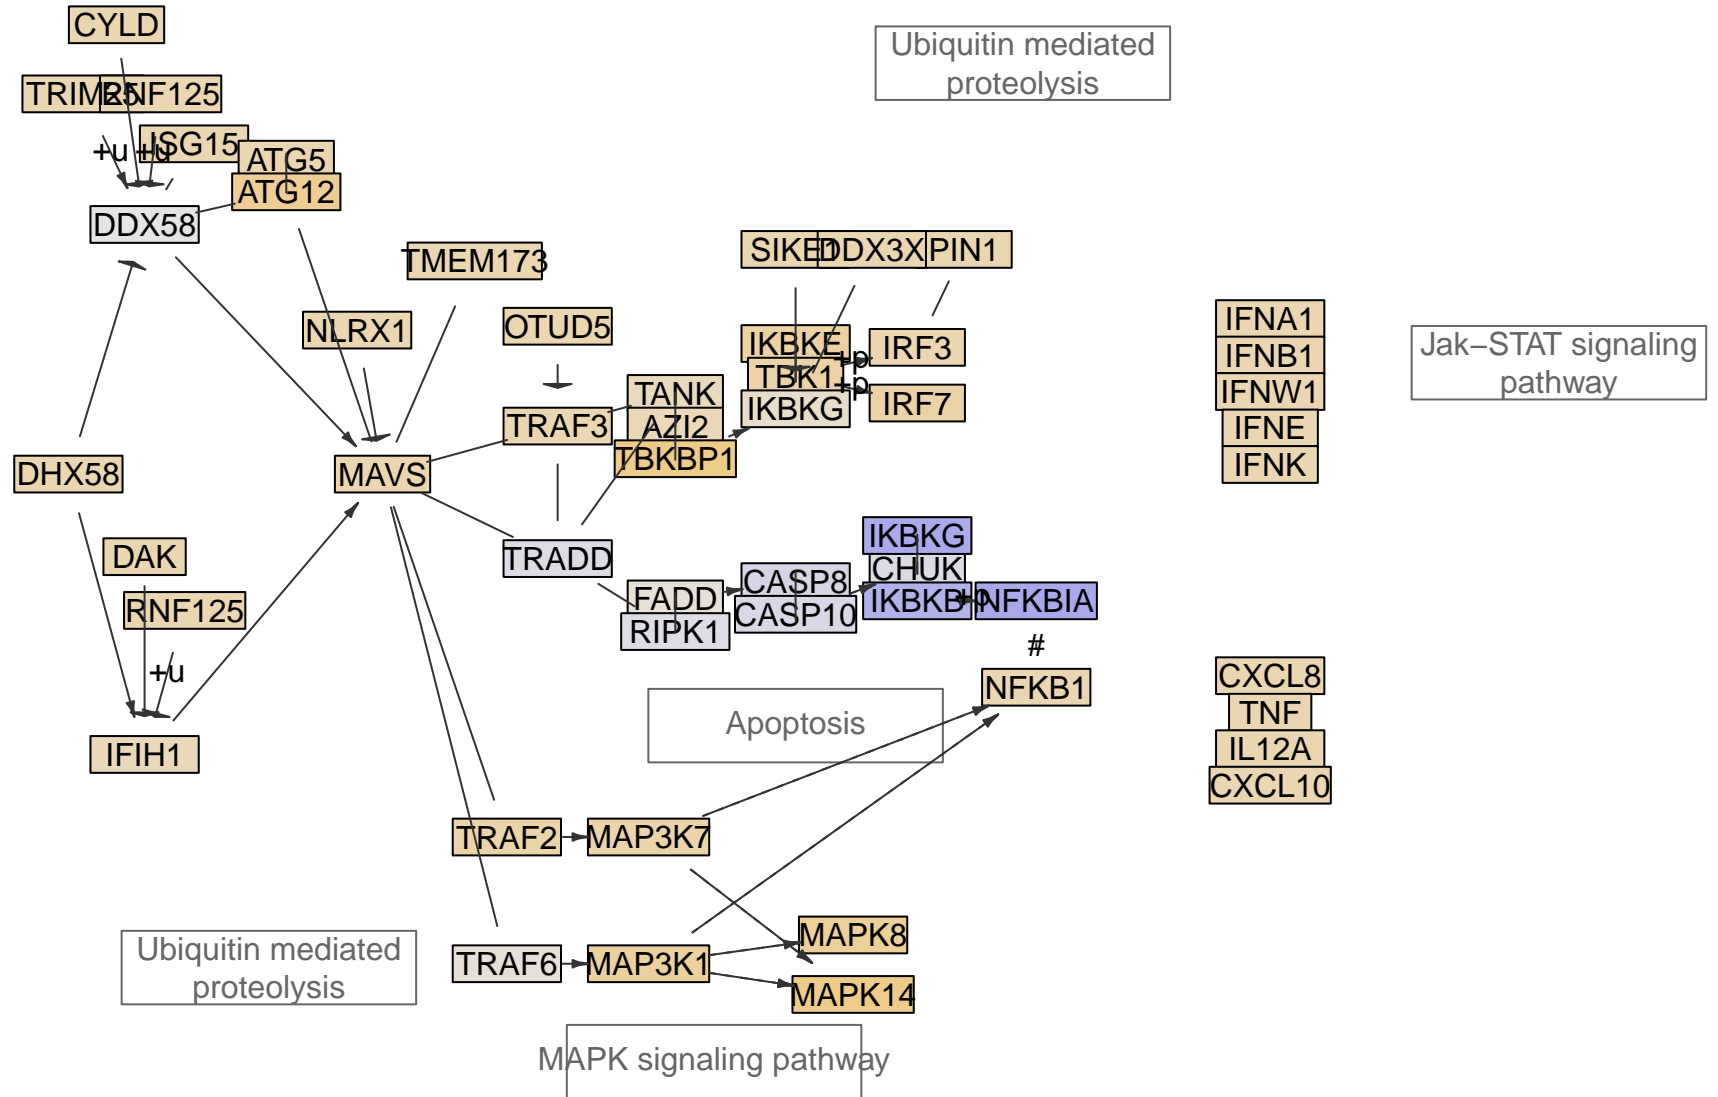 CYLD
Ubiquitin mediated
proteolysis
TRIM25
RNF125
ISG15
+u
+u
ATG5
ATG12
DDX58
TMEM173
SIKE1
DDX3X
PIN1
NLRX1
OTUD5
IKBKE
+p
IRF3
TBK1
+p
IKBKG
IRF7
IFNA1
IFNB1
IFNW1
IFNE
IFNK
Jak−STAT signaling
pathway
TANK
AZI2
TBKBP1
TRAF3
DHX58
MAVS
DAK
RNF125
+u
IFIH1
TRADD
FADD
RIPK1
CASP8
CASP10
IKBKG
CHUK
IKBKB
+p
NFKBIA
#
NFKB1
CXCL8
TNF
IL12A
CXCL10
Apoptosis
TRAF2
MAP3K7
Ubiquitin mediated
proteolysis
TRAF6
MAP3K1
MAPK8
MAPK14
MAPK signaling pathway